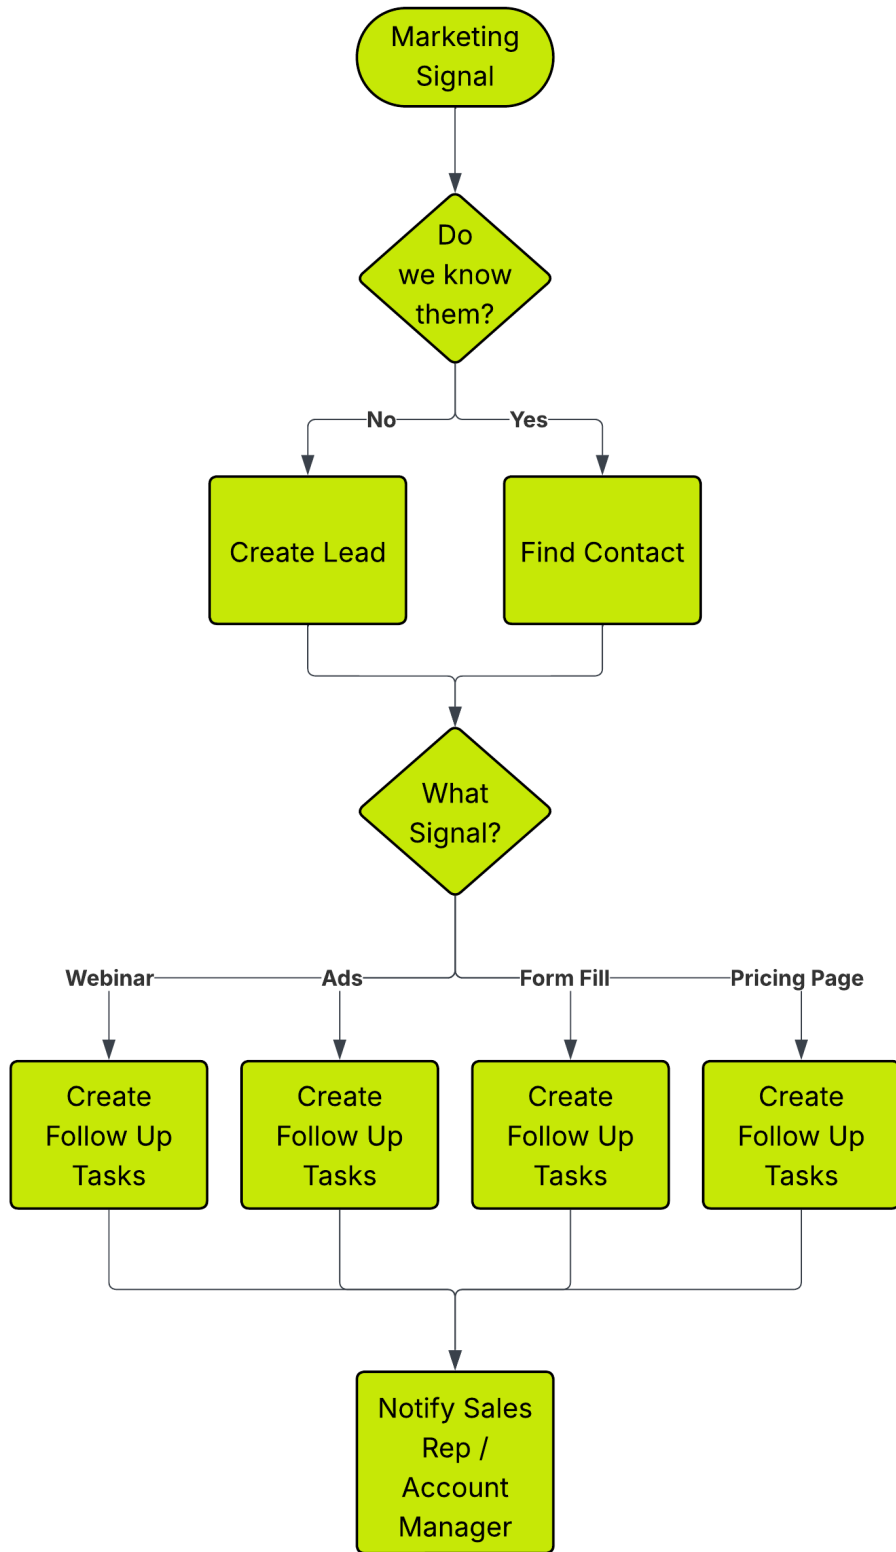 Marketing
Signal
Do
we know
them?
No
Yes
Create Lead
Find Contact
What
Signal?
Webinar
Ads
Form Fill
Pricing Page
Create
Follow Up
Tasks
Create
Follow Up
Tasks
Create
Follow Up
Tasks
Create
Follow Up
Tasks
Notify Sales
Rep /
Account
Manager